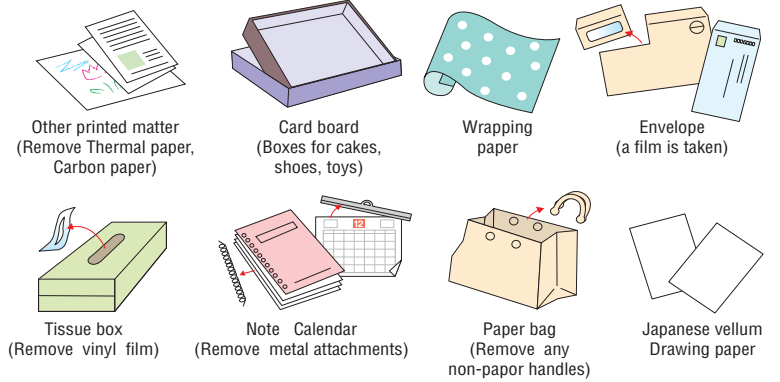 Other printed matter
(Remove Thermal paper,
Carbon paper)
Card board
(Boxes for cakes,
shoes, toys)
Wrapping
paper
Envelope
(a film is taken)
12
Tissue box
(Remove vinyl film)
Note Calendar
(Remove metal attachments)
Paper bag
(Remove any
non-papor handles)
Japanese vellum
Drawing paper